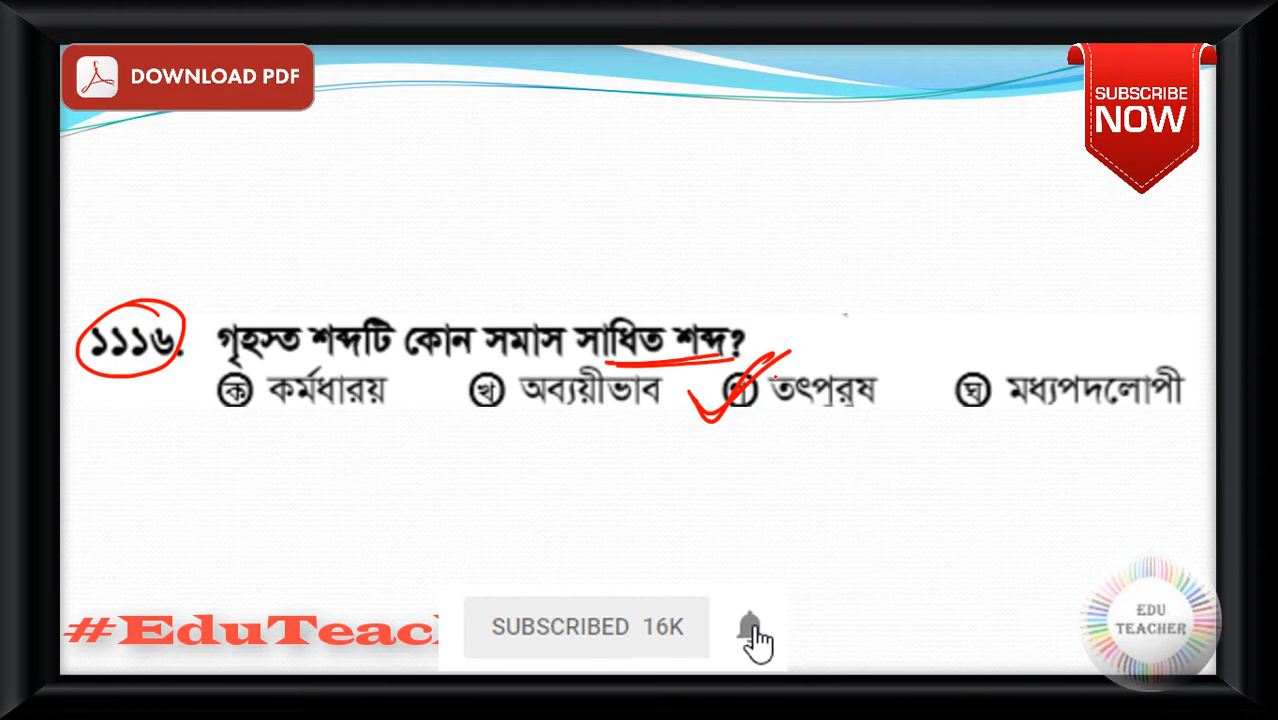 DOWNLOAD PDF
SUBSCRIBE
NOW
১১১৬. গৃহস্ত শব্দটি কোন সমাস সাধিত শব্দ?
ক কর্মধারয় খ অব্যয়ীভাব গ তৎপুরুষ ঘ মধ্যপদলোপী
#EduTeach
SUBSCRIBED 16K
EDU
TEACHER